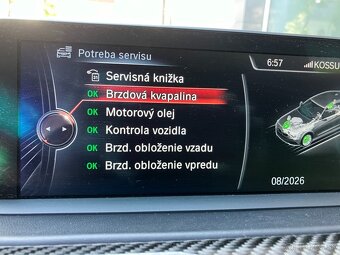 Potreba servisu
6:57
KOSSU
Servisná knižka
OK Brzdová kvapalina
OK Motorový olej
OK Kontrola vozidla
OK Brzd. obloženie vzadu
OK Brzd. obloženie vpredu
08/2026